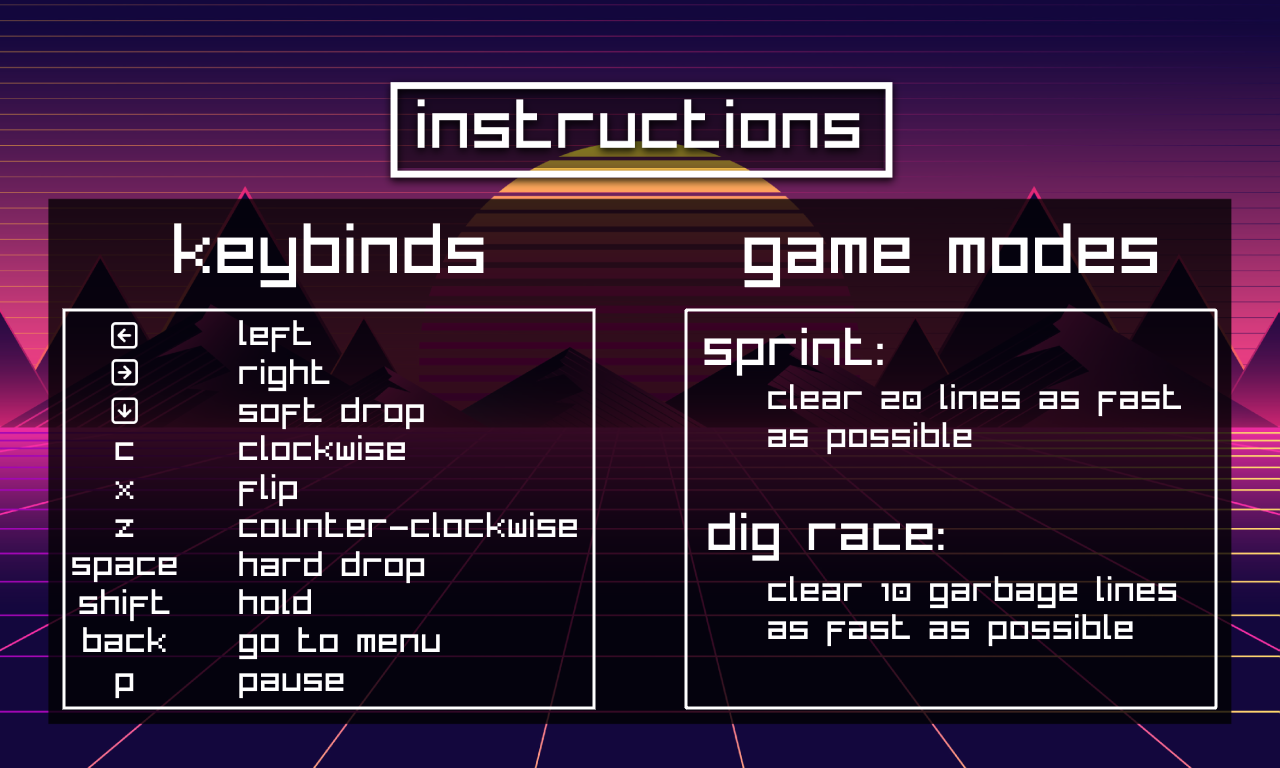 instructions
keybinds
← left
→ right
↓ soft drop
c clockwise
x flip
z counter-clockwise
space hard drop
shift hold
back go to menu
p pause
game modes
sprint:
clear 20 lines as fast
as possible
dig race:
clear 10 garbage lines
as fast as possible